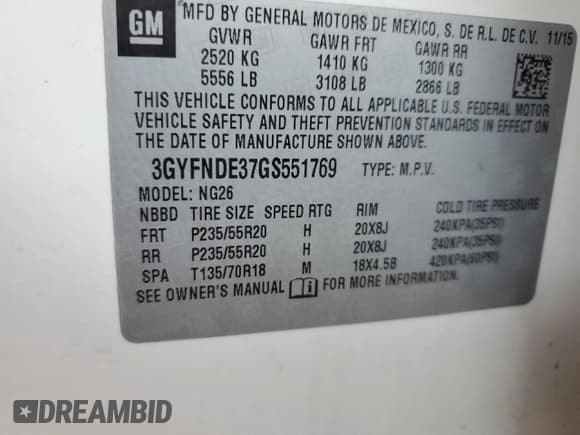 GM
MFD BY GENERAL MOTORS DE MEXICO, S. DE R.L. DE C.V. 11/15
GVWR GAWR FRT GAWR RR
2520 KG 1410 KG 1300 KG
5556 LB 3108 LB 2866 LB
THIS VEHICLE CONFORMS TO ALL APPLICABLE U.S. FEDERAL MOTOR
VEHICLE SAFETY AND THEFT PREVENTION STANDARDS IN EFFECT ON
THE DATE OF MANUFACTURE SHOWN ABOVE.
3GYFNDE37GS551769 TYPE: M.P.V.
MODEL: NG26
NBBD TIRE SIZE SPEED RTG RIM COLD TIRE PRESSURE
FRT P235/55R20 H 20X8J 240KPA(35PSI)
RR P235/55R20 H 20X8J 240KPA(35PSI)
SPA T135/70R18 M 18X4.5B 420KPA(60PSI)
SEE OWNER'S MANUAL FOR MORE INFORMATION.
DREAMBID